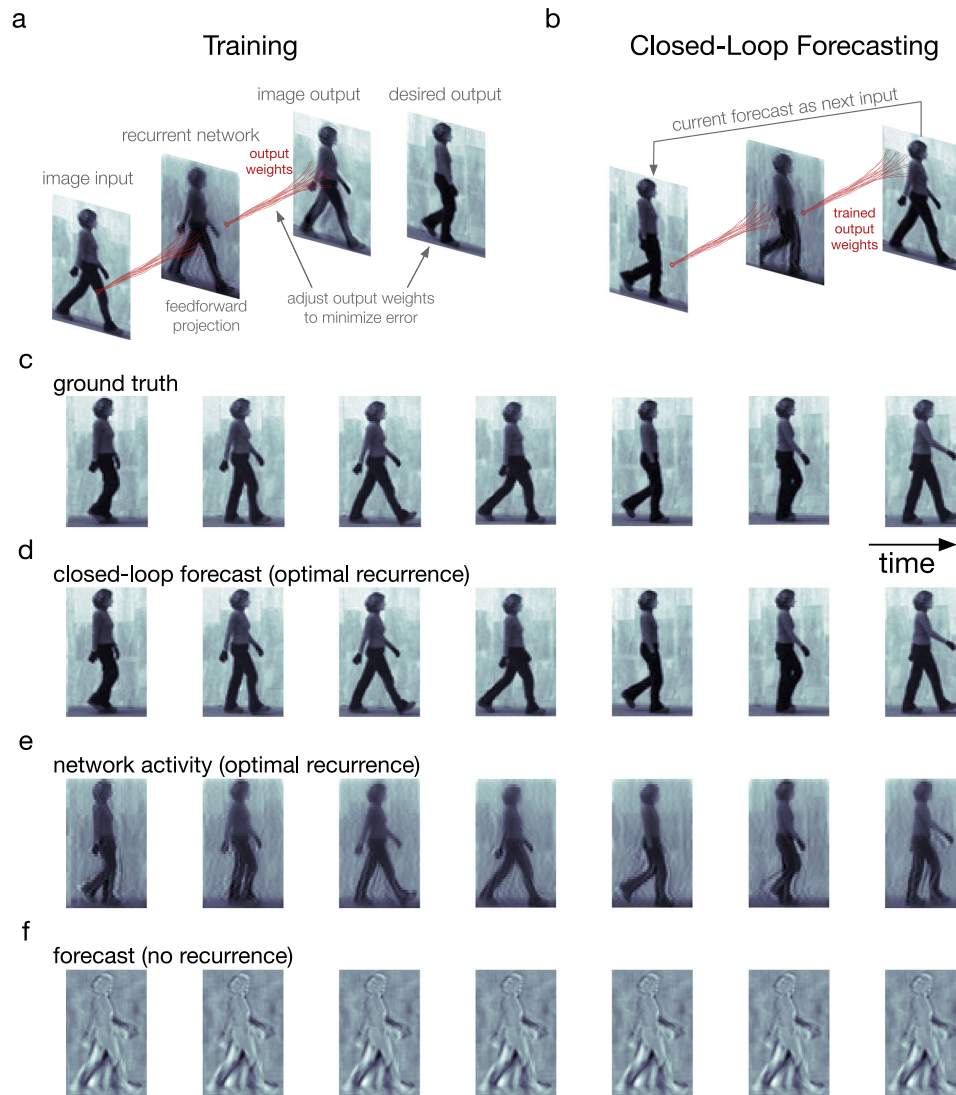 a
Training
image output
desired output
recurrent network
output
weights
image input
feedforward
projection
adjust output weights
to minimize error
b
Closed-Loop Forecasting
current forecast as next input
trained
output
weights
c
ground truth
time
d
closed-loop forecast (optimal recurrence)
e
network activity (optimal recurrence)
f
forecast (no recurrence)